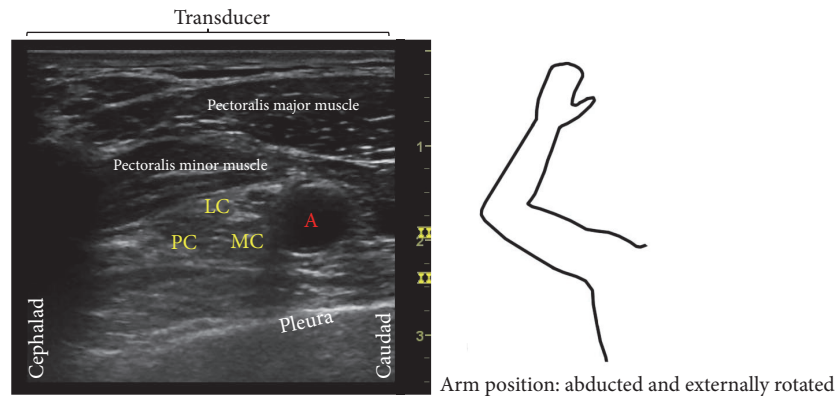 Transducer
Pectoralis major muscle
1
Pectoralis minor muscle
LC
A
PC
MC
2
Pleura
3
Cephalad
Caudad
Arm position: abducted and externally rotated